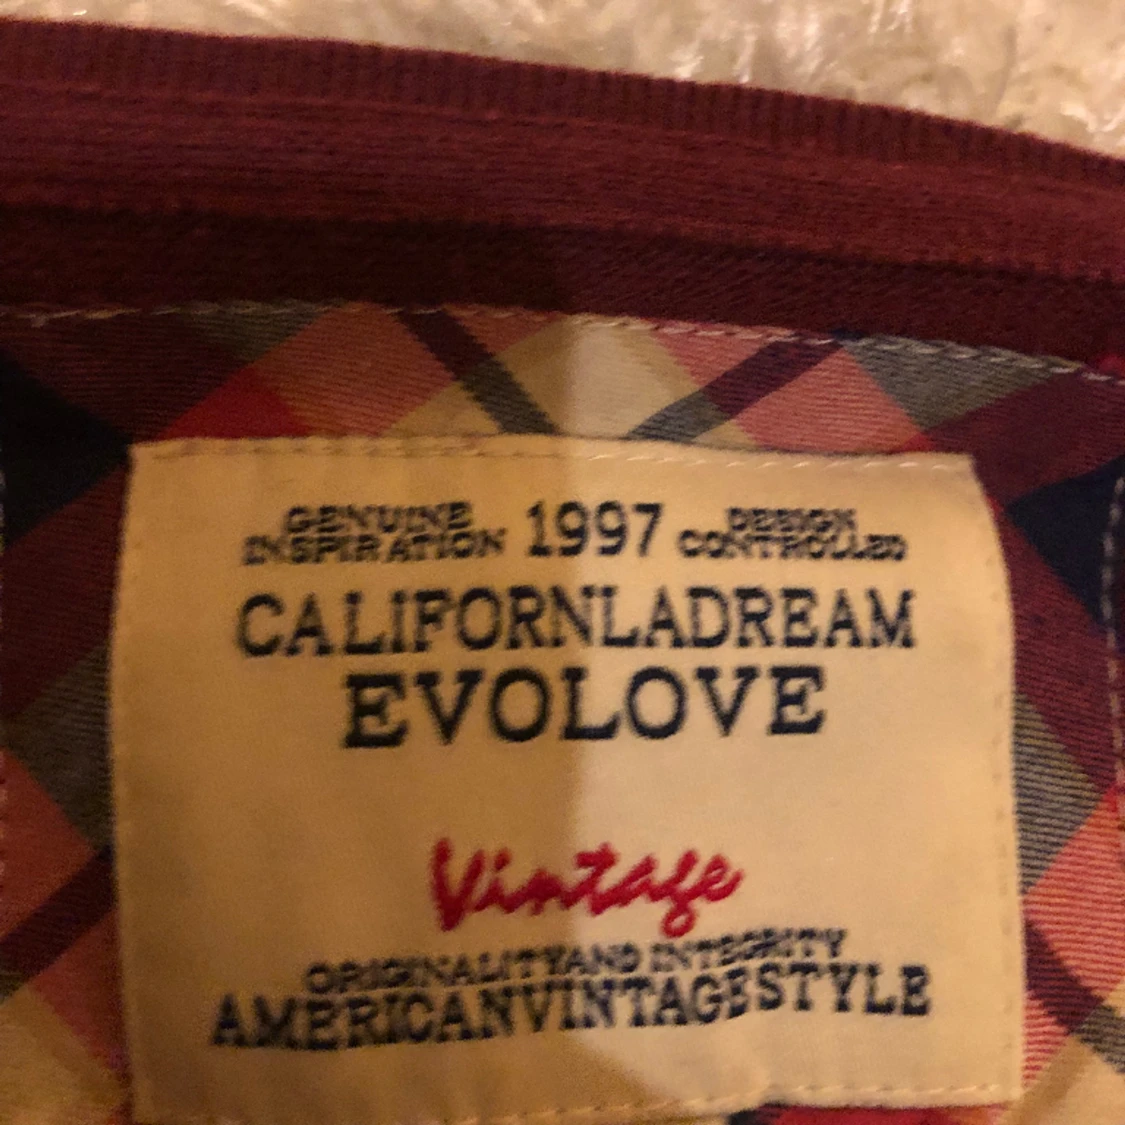 GENUINE
INSPIRATION
1997
DESIGN
CONTROLLED
CALIFORNLADREAM
EVOLOVE
Vintage
ORIGINALITYAND INTEGRITY
AMERICANVINTAGESTYLE